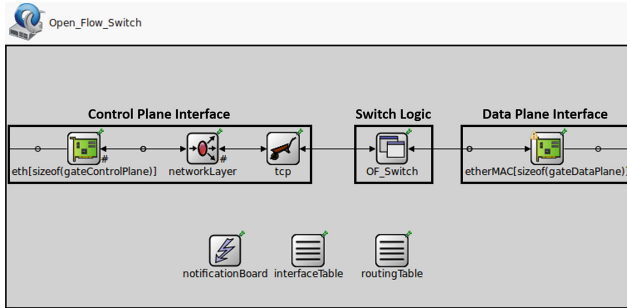 Open_Flow_Switch
Control Plane Interface
Switch Logic
Data Plane Interface
#
#
eth[sizeof(gateControlPlane)]
networkLayer
tcp
OF_Switch
etherMAC[sizeof(gateDataPlane)]
notificationBoard
interfaceTable
routingTable